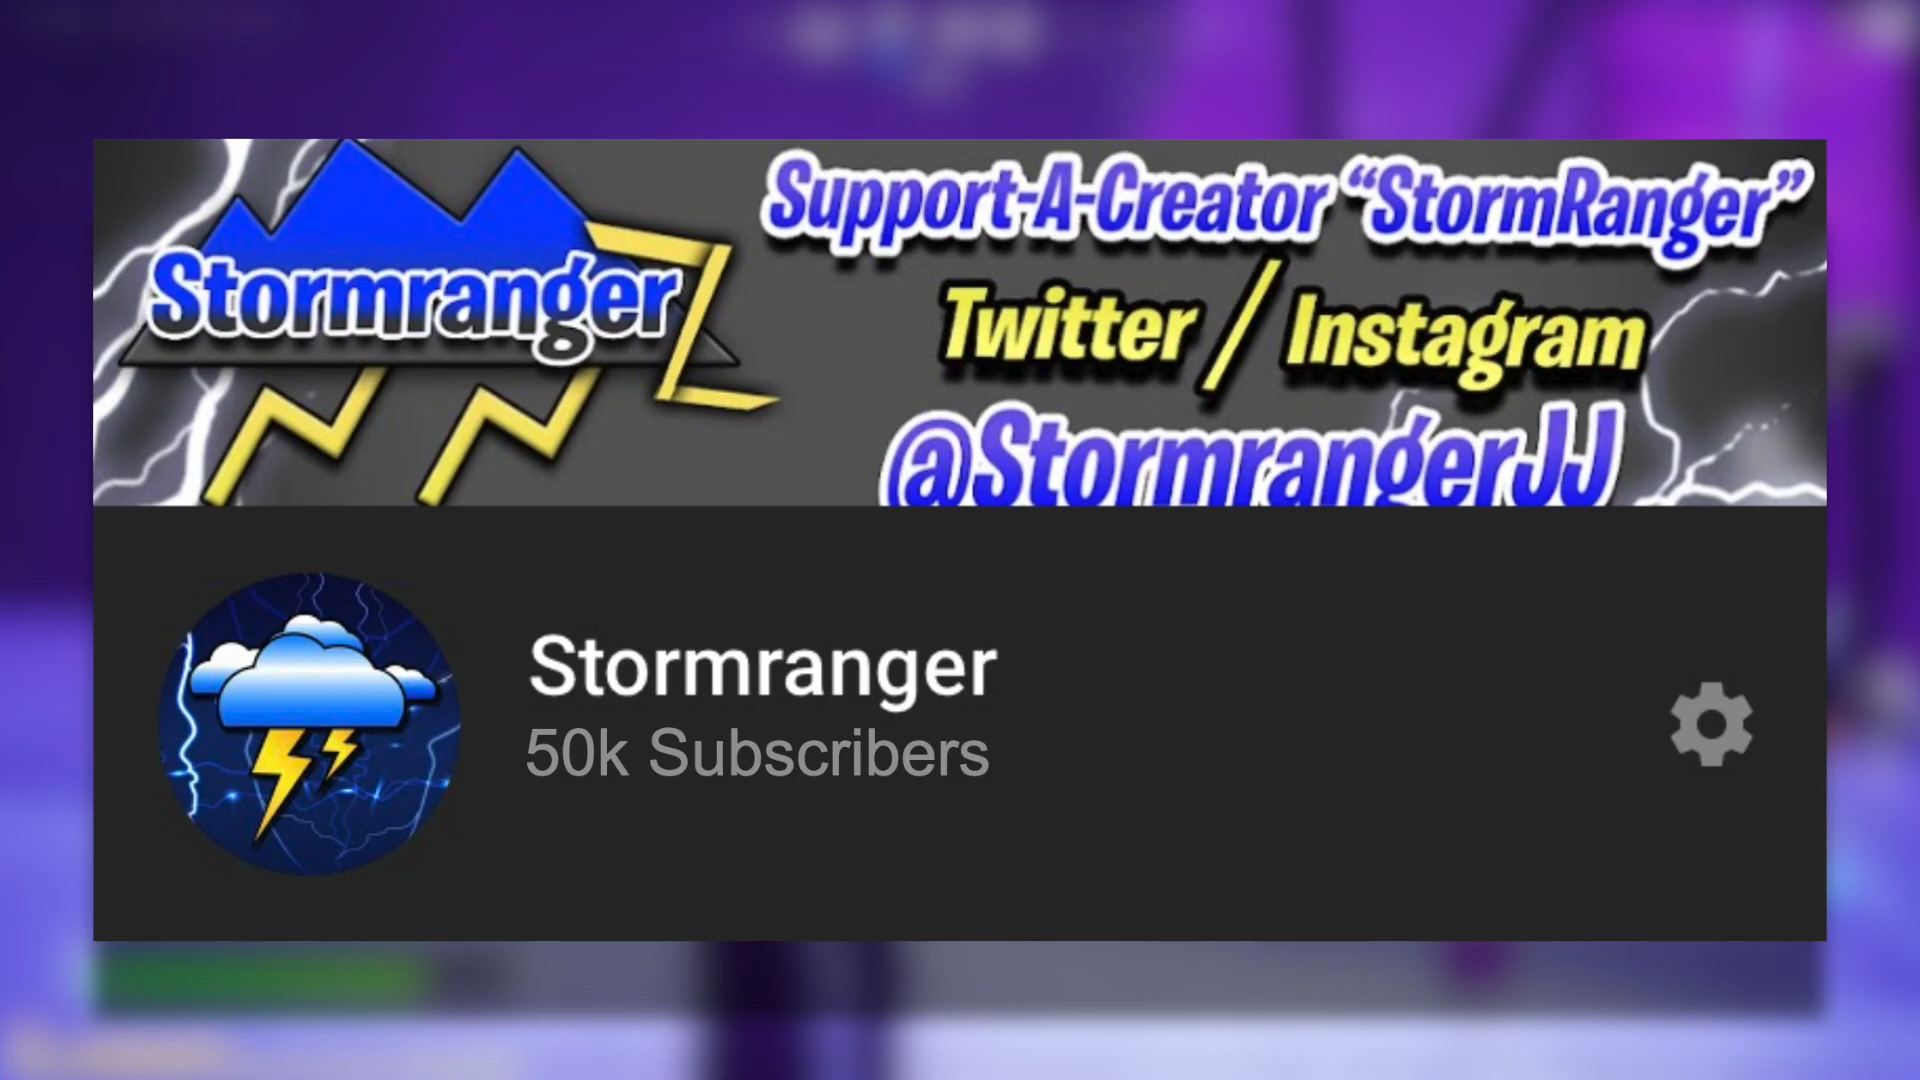 Stormranger
Support-A-Creator “StormRanger”
Twitter / Instagram
@StormrangerJJ
Stormranger
50k Subscribers